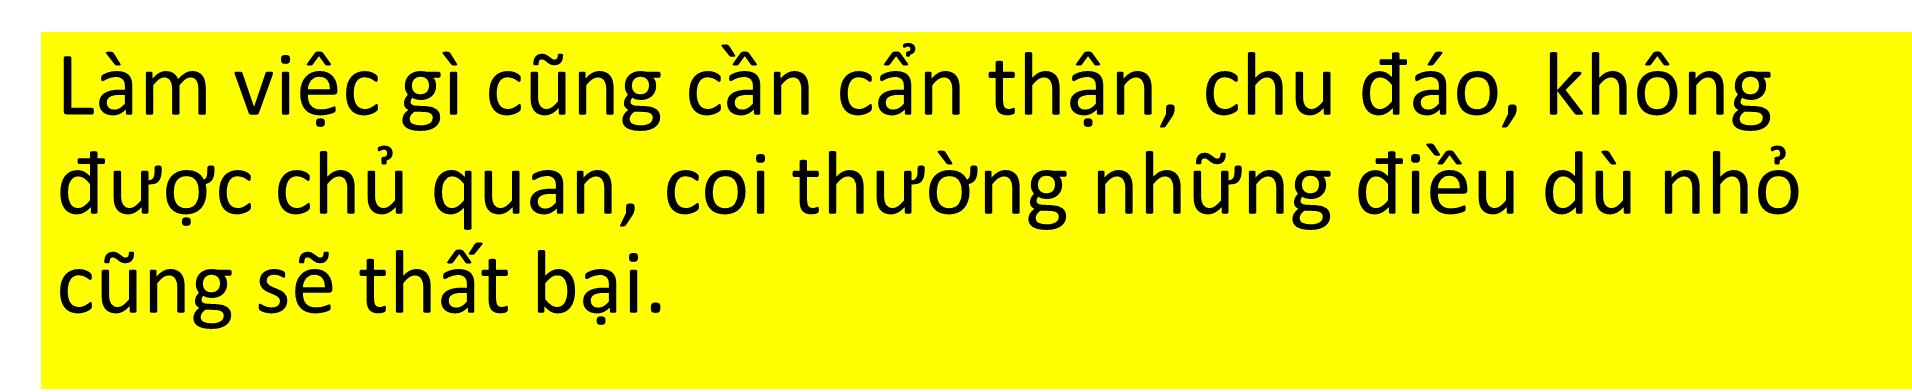 Làm việc gì cũng cần cẩn thận, chu đáo, không
được chủ quan, coi thường những điều dù nhỏ
cũng sẽ thất bại.